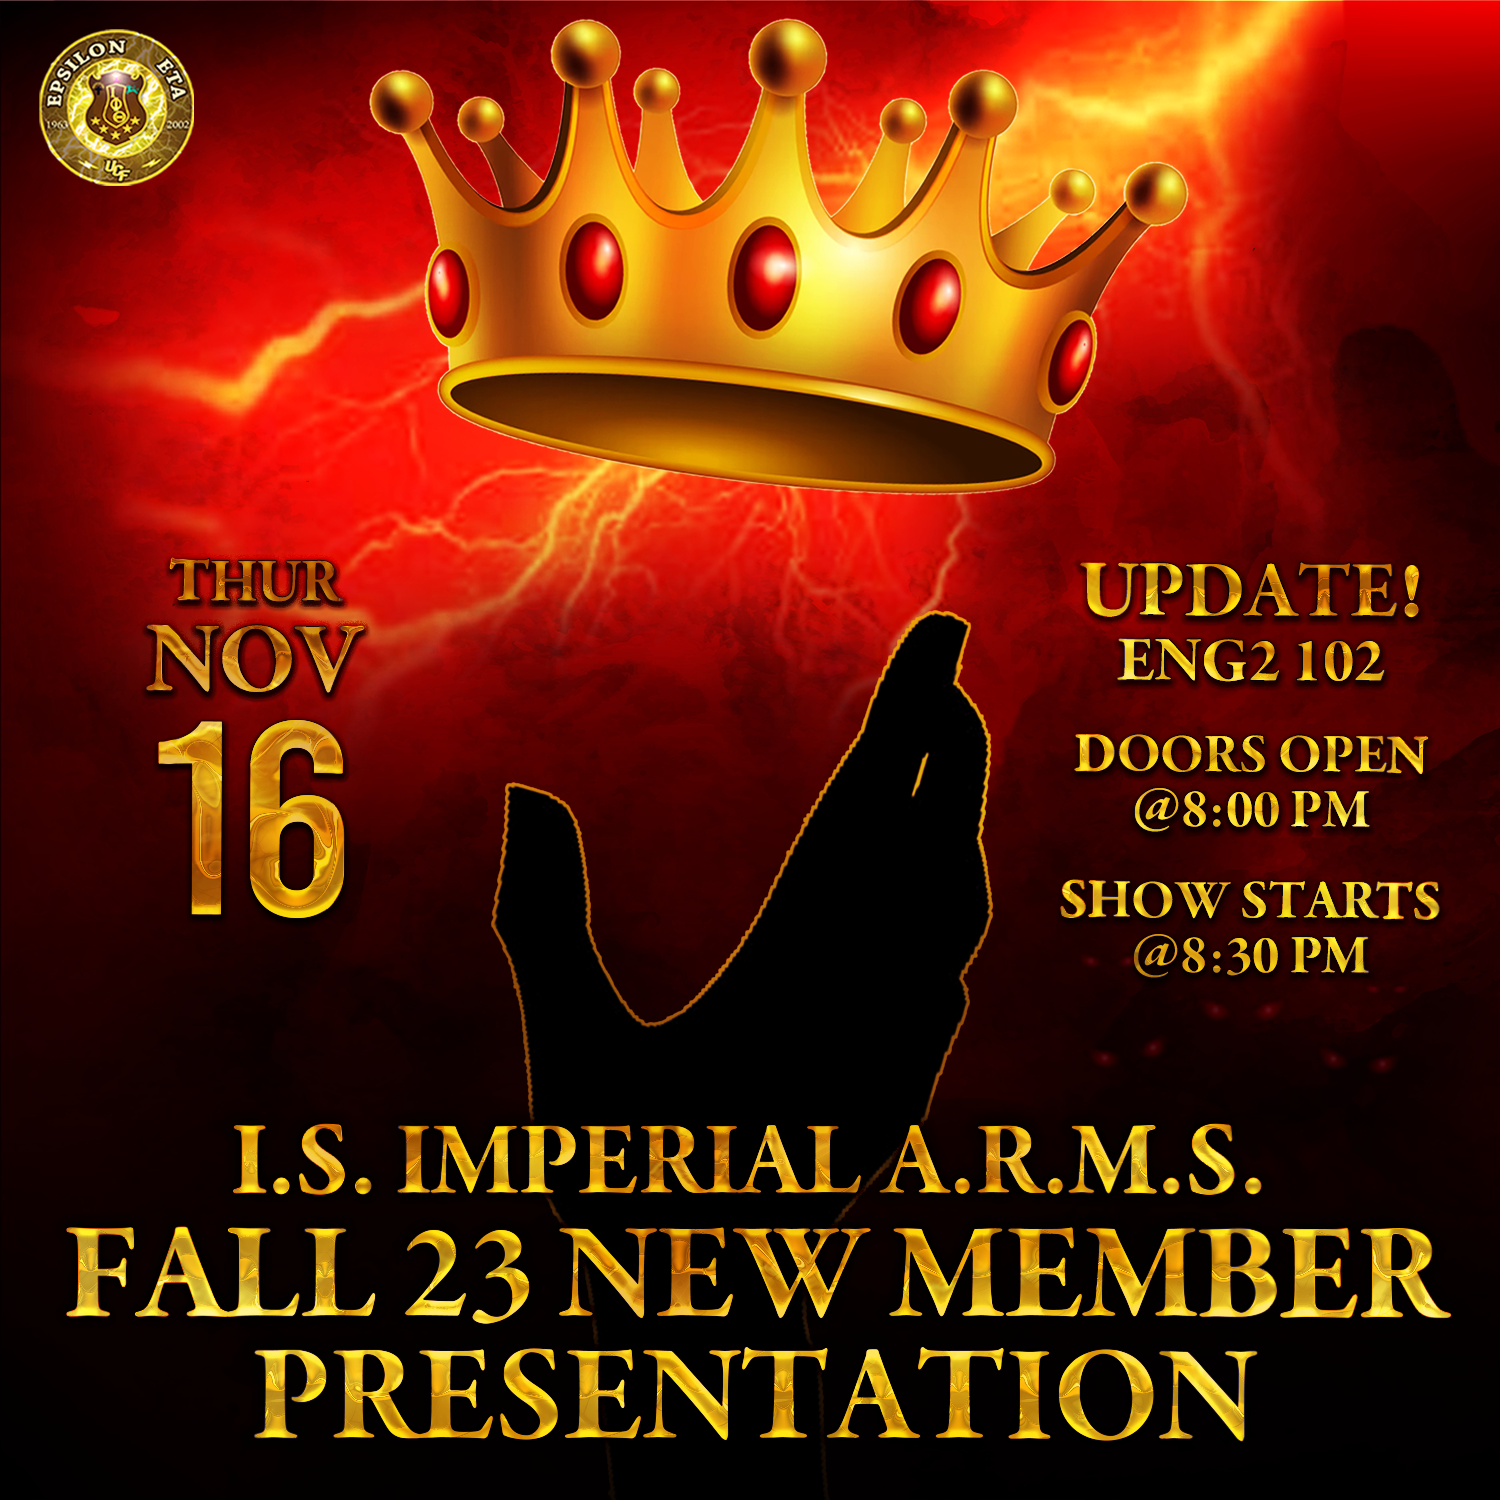 EPSILON ETA
1963
2002
UCF
THUR
NOV
16
UPDATE!
ENG2 102
DOORS OPEN
@8:00 PM
SHOW STARTS
@8:30 PM
I.S. IMPERIAL A.R.M.S.
FALL 23 NEW MEMBER
PRESENTATION